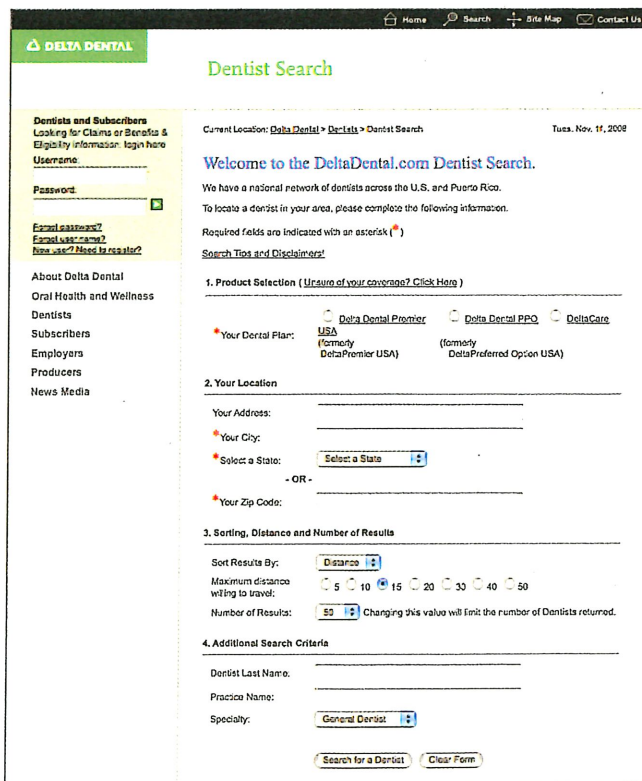 Home Search Site Map Contact Us
DELTA DENTAL
Dentist Search
Dentists and Subscribers
Looking for Claims or Benefits &
Eligibility information, login here
Username:
Password:
Forgot password?
Forgot user name?
New user? Need to register?
About Delta Dental
Oral Health and Wellness
Dentists
Subscribers
Employers
Producers
News Media
Current Location: Delta Dental > Dentists > Dentist Search Tues. Nov. 11, 2008
Welcome to the DeltaDental.com Dentist Search.
We have a national network of dentists across the U.S. and Puerto Rico.
To locate a dentist in your area, please complete the following information.
Required fields are indicated with an asterisk (*)
Search Tips and Disclaimers!
1. Product Selection ( Unsure of your coverage? Click Here )
*Your Dental Plan:
Delta Dental Premier
USA
(formerly
DeltaPremier USA)
Delta Dental PPO
(formerly
DeltaPreferred Option USA)
DeltaCare
2. Your Location
Your Address:
*Your City:
*Select a State: Select a State
- OR -
*Your Zip Code:
3. Sorting, Distance and Number of Results
Sort Results By: Distance
Maximum distance
willing to travel: 5 10 15 20 30 40 50
Number of Results: 50 Changing this value will limit the number of Dentists returned.
4. Additional Search Criteria
Dentist Last Name:
Practice Name:
Specialty: General Dentist
Search for a Dentist Clear Form